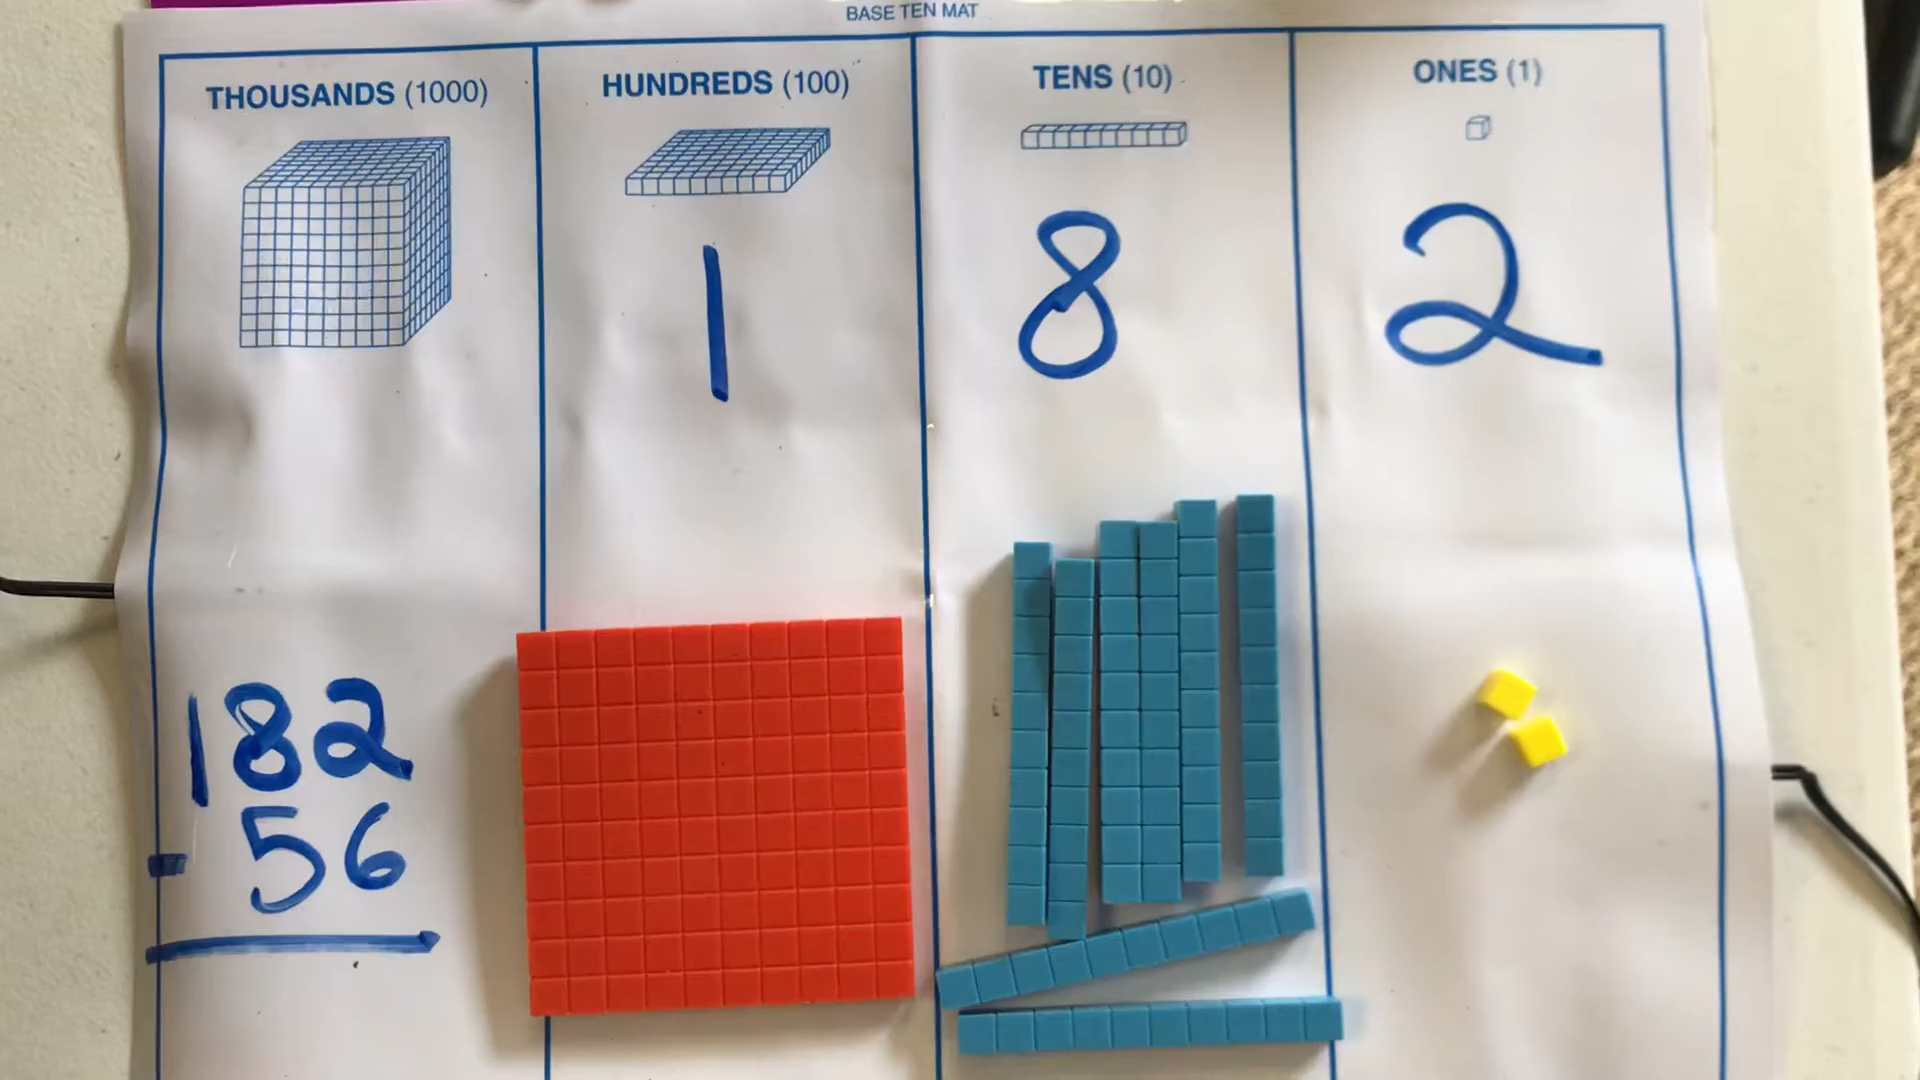 BASE TEN MAT
THOUSANDS (1000) HUNDREDS (100) TENS (10) ONES (1)
1 8 2
182
- 56